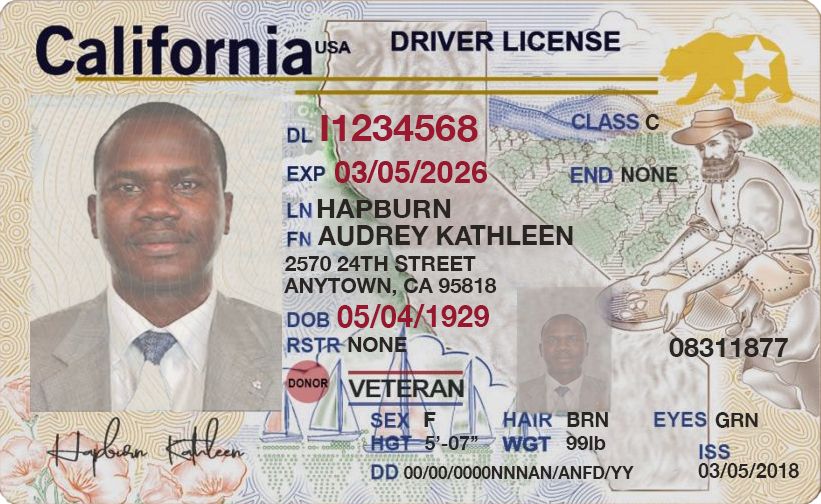 California USA DRIVER LICENSE
DL I1234568 CLASS C
EXP 03/05/2026 END NONE
LN HAPBURN
FN AUDREY KATHLEEN
2570 24TH STREET
ANYTOWN, CA 95818
DOB 05/04/1929
RSTR NONE 08311877
DONOR VETERAN
SEX F HAIR BRN EYES GRN
HGT 5'-07" WGT 99lb ISS
DD 00/00/0000NNNAN/ANFD/YY 03/05/2018
Hapburn Kathleen